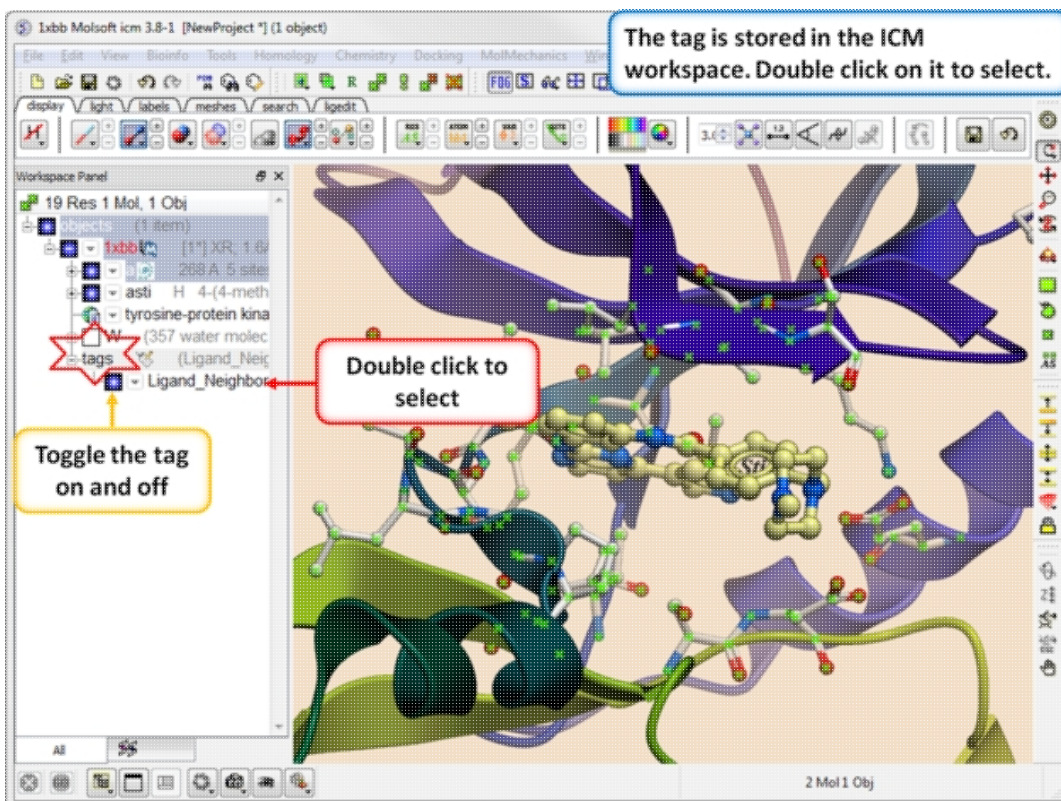 1xbb Molsoft icm 3.8-1 [NewProject *] (1 object)
The tag is stored in the ICM
workspace. Double click on it to select.
File Edit View Bioinfo Tools Homology Chemistry Docking MolMechanics
display light labels meshes search ligedit
Workspace Panel
19 Res 1 Mol, 1 Obj
objects (1 item)
1xbb [1*] XR, 1.6
a 268 A 5 site
asti H 4-(4-meth
tyrosine-protein kina
W (357 water molec
tags (Ligand_Neig
Ligand_Neighbor
Double click to
select
Toggle the tag
on and off
Sti
All
2 Mol 1 Obj